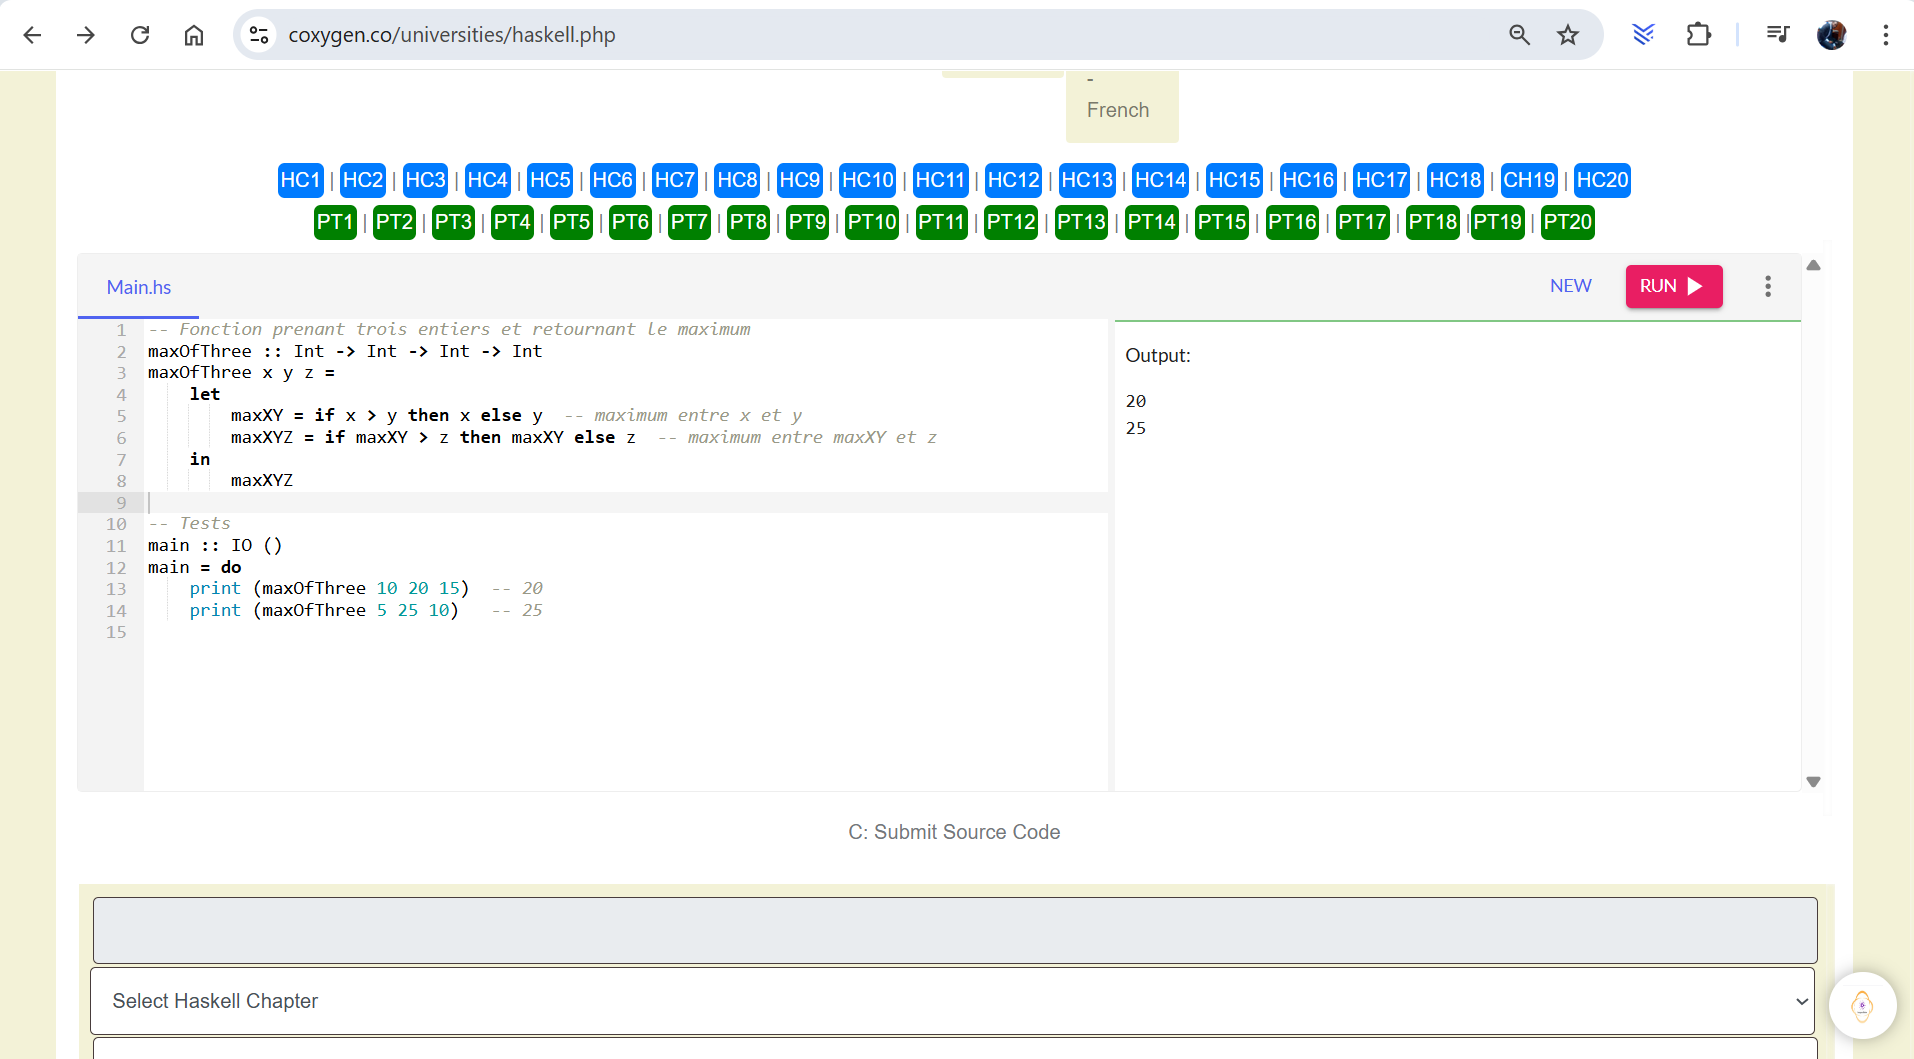 coxygen.co/universities/haskell.php
-
French
HC1 | HC2 | HC3 | HC4 | HC5 | HC6 | HC7 | HC8 | HC9 | HC10 | HC11 | HC12 | HC13 | HC14 | HC15 | HC16 | HC17 | HC18 | CH19 | HC20
PT1 | PT2 | PT3 | PT4 | PT5 | PT6 | PT7 | PT8 | PT9 | PT10 | PT11 | PT12 | PT13 | PT14 | PT15 | PT16 | PT17 | PT18 |PT19 | PT20
Main.hs
NEW
RUN
1 -- Fonction prenant trois entiers et retournant le maximum
2 maxOfThree :: Int -> Int -> Int -> Int
3 maxOfThree x y z =
4     let
5         maxXY = if x > y then x else y  -- maximum entre x et y
6         maxXYZ = if maxXY > z then maxXY else z  -- maximum entre maxXY et z
7     in
8         maxXYZ
9
10 -- Tests
11 main :: IO ()
12 main = do
13     print (maxOfThree 10 20 15)  -- 20
14     print (maxOfThree 5 25 10)   -- 25
15
Output:
20
25
C: Submit Source Code
Select Haskell Chapter